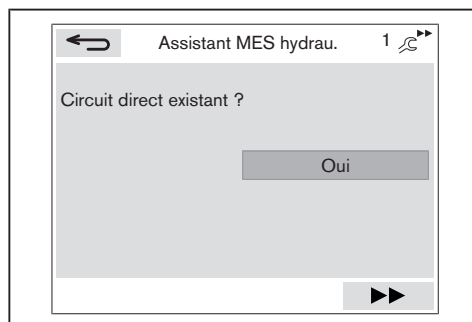 Assistant MES hydrau. 1
Circuit direct existant ?
Oui